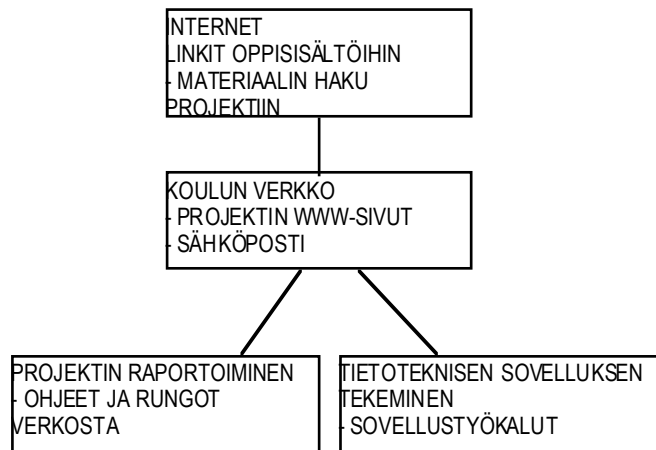 INTERNET
LINKIT OPPISISÄLTÖIHIN
- MATERIAALIN HAKU
PROJEKTIIN
KOULUN VERKKO
- PROJEKTIN WWW-SIVUT
- SÄHKÖPOSTI
PROJEKTIN RAPORTOIMINEN
- OHJEET JA RUNGOT
VERKOSTA
TIETOTEKNISEN SOVELLUKSEN
TEKEMINEN
- SOVELLUSTYÖKALUT